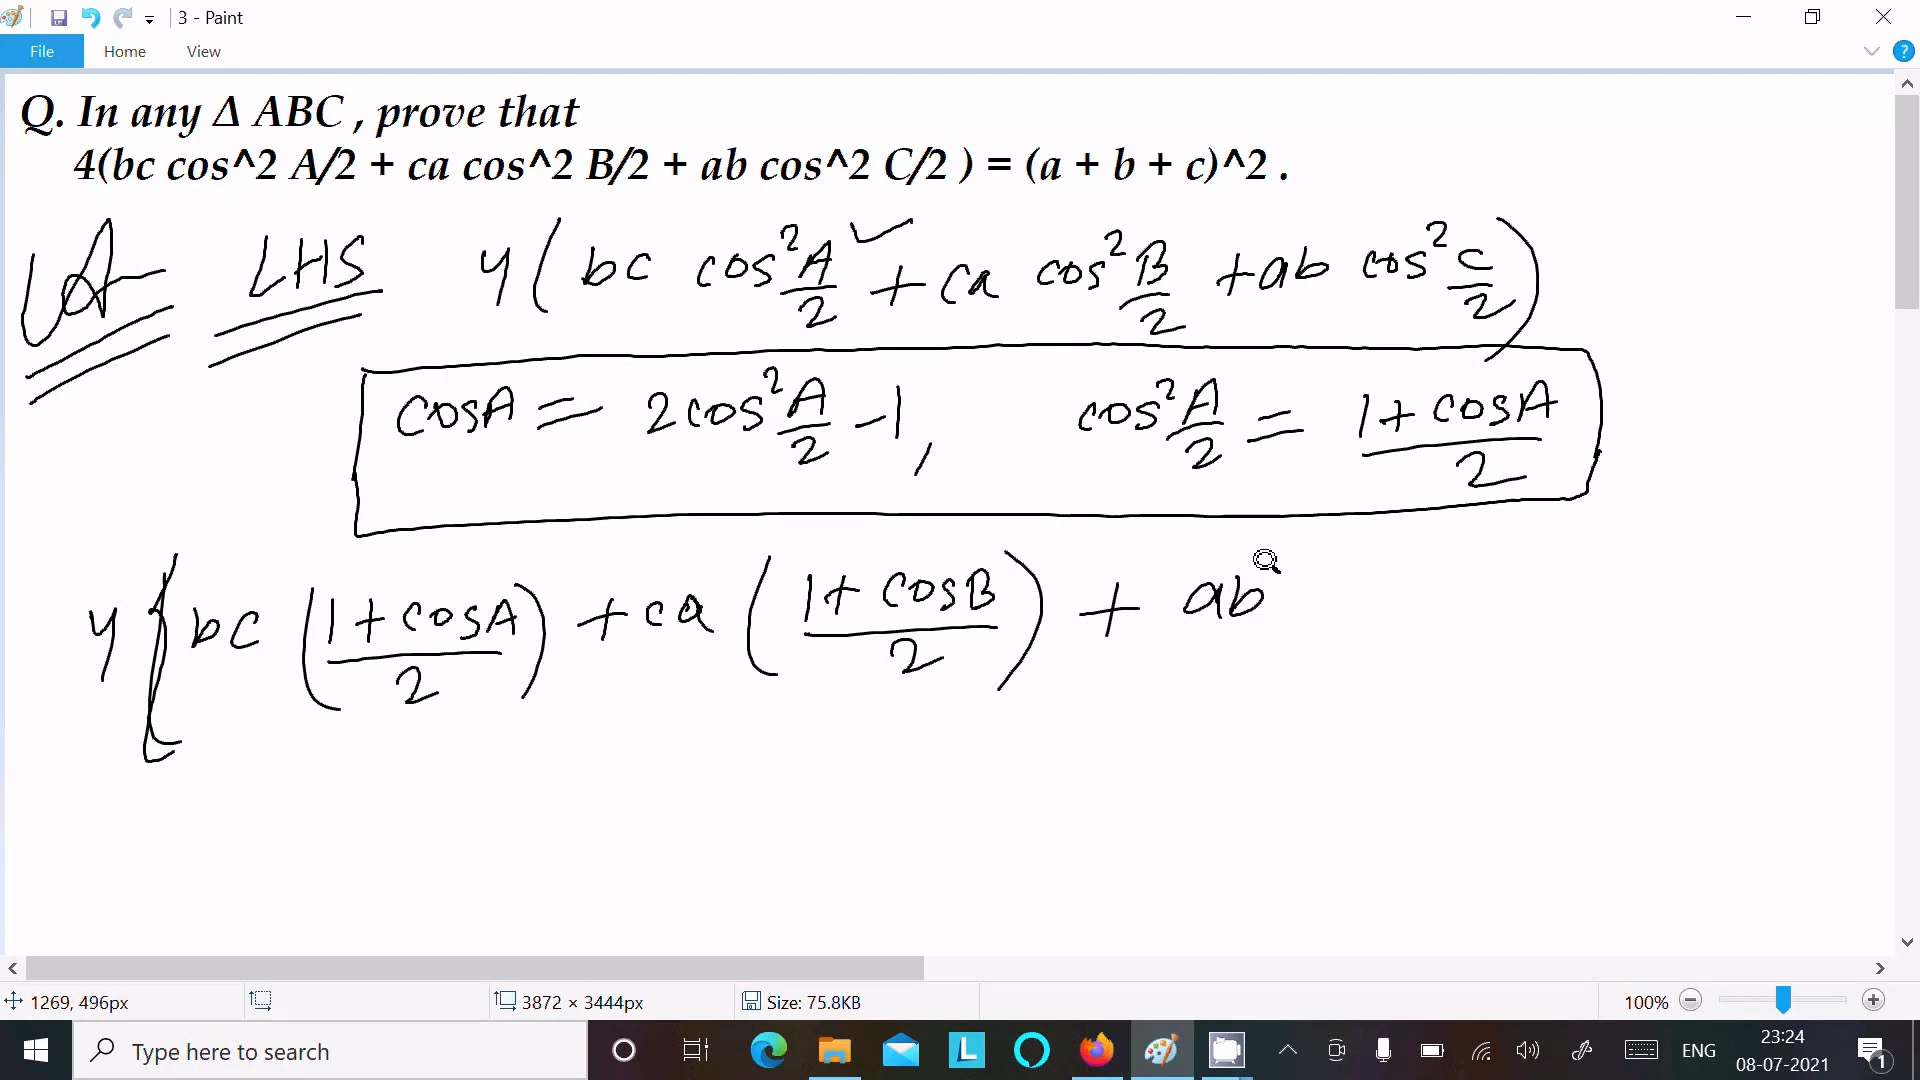 3 - Paint
File Home View
Q. In any Δ ABC , prove that
4(bc cos^2 A/2 + ca cos^2 B/2 + ab cos^2 C/2 ) = (a + b + c)^2 .
LHS 4( bc cos²A/2 + ca cos²B/2 + ab cos²C/2 )
cosA = 2cos²A/2 - 1, cos²A/2 = (1 + cosA)/2
4{ bc ((1 + cosA)/2) + ca ((1 + cosB)/2) + ab
1269, 496px 3872 × 3444px Size: 75.8KB 100%
Type here to search L ENG 23:24
08-07-2021 1